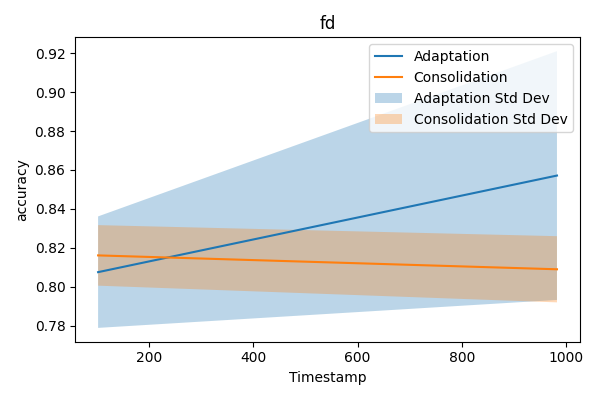 fd
Adaptation
Consolidation
Adaptation Std Dev
Consolidation Std Dev
accuracy
0.92
0.90
0.88
0.86
0.84
0.82
0.80
0.78
200
400
600
800
1000
Timestamp